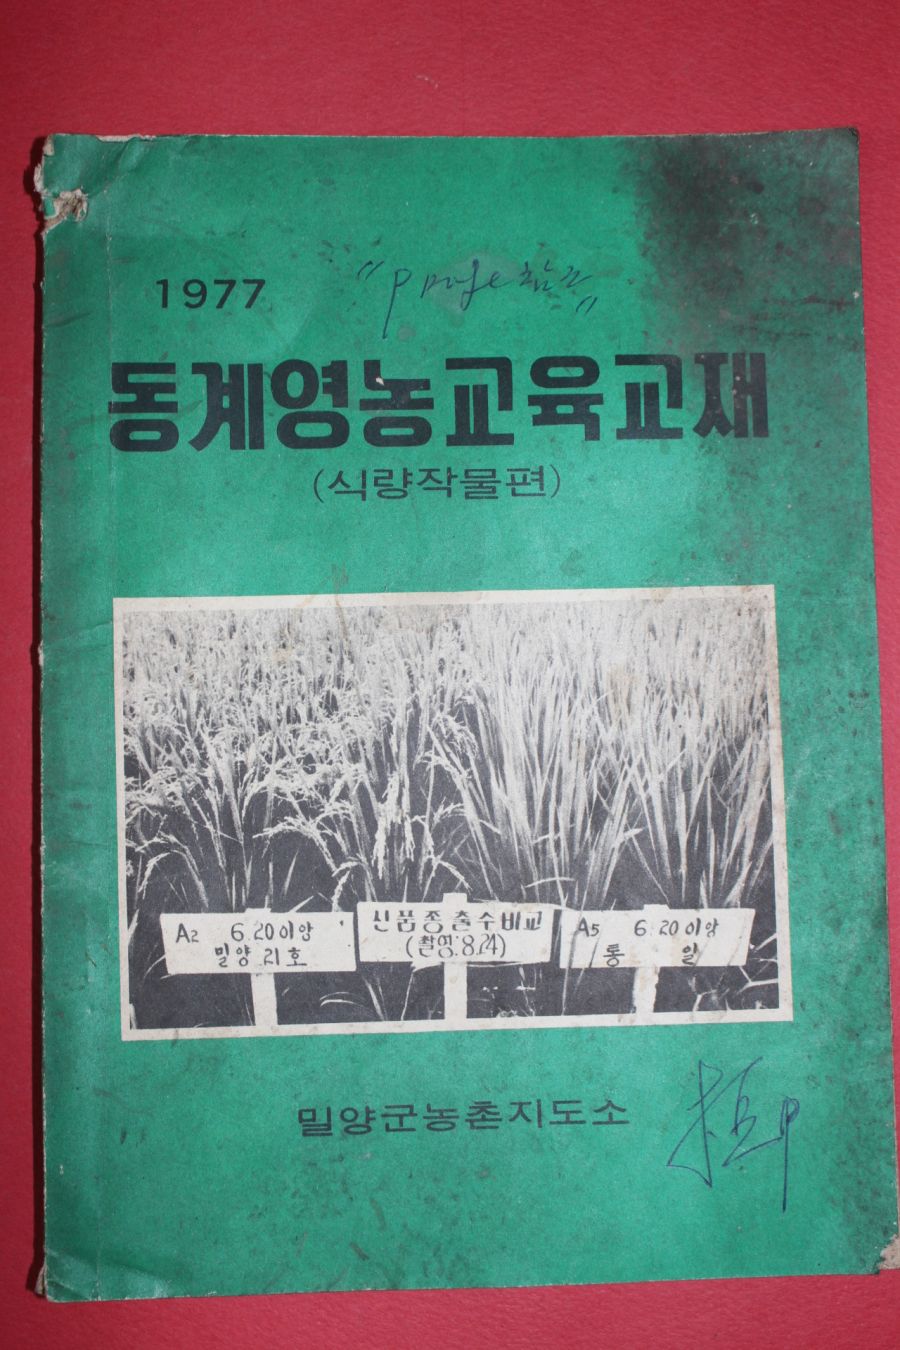 1977
동계영농교육교재
(식량작물편)
A2 6.20이앙
밀양 21호
신품종출수비교
(촬영:8.24)
A5 6.20이앙
통일
밀양군농촌지도소